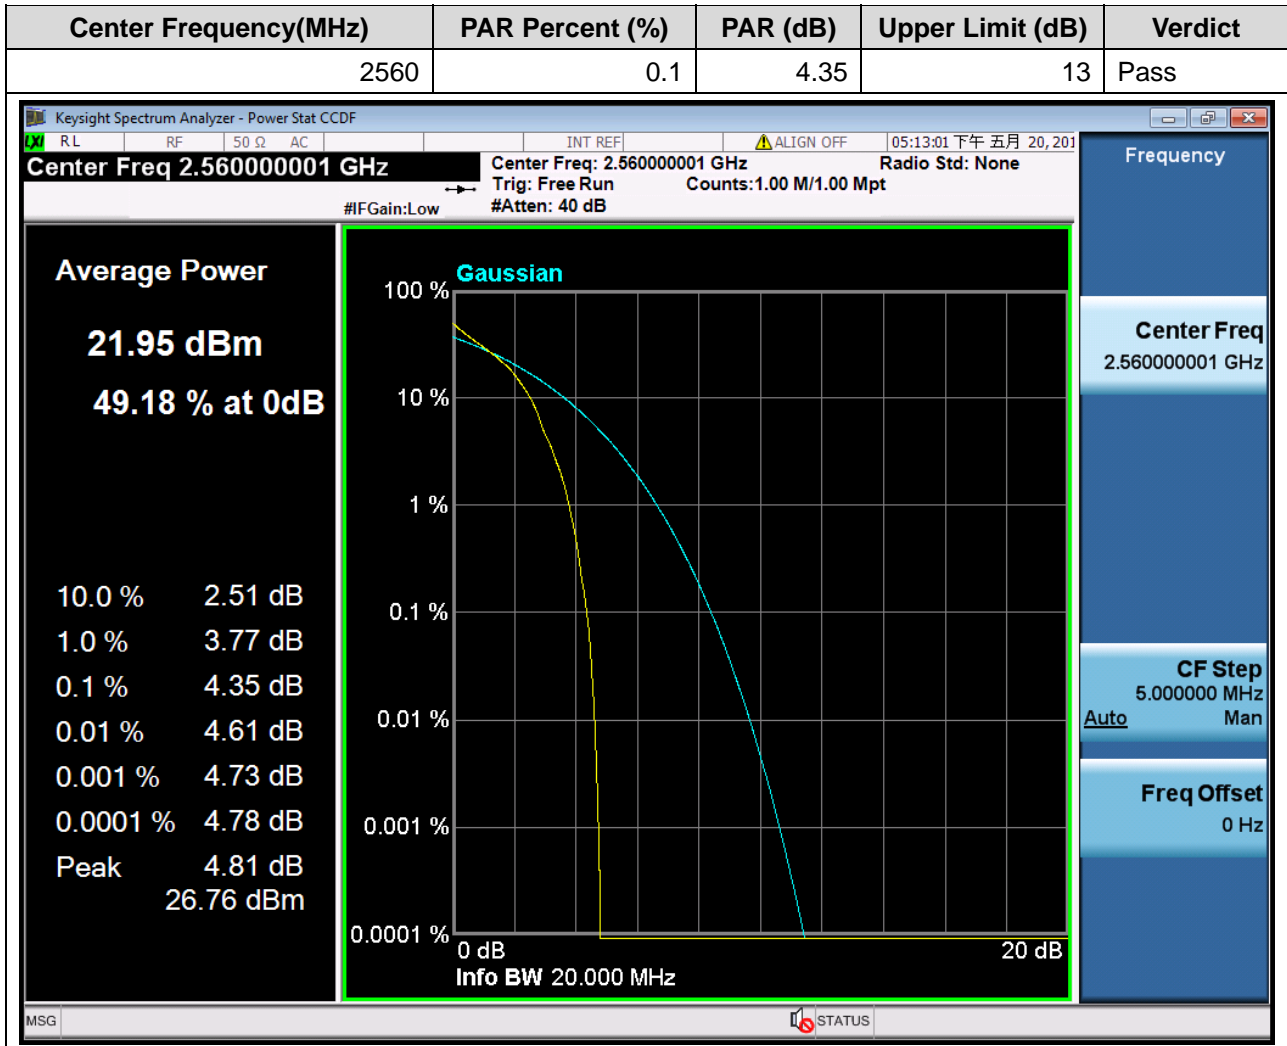 Center Frequency(MHz) PAR Percent (%) PAR (dB) Upper Limit (dB) Verdict
2560 0.1 4.35 13 Pass
Keysight Spectrum Analyzer - Power Stat CCDF
LXI RL RF 50 Ω AC INT REF ALIGN OFF 05:13:01 下午 五月 20, 201
Center Freq 2.560000001 GHz
Center Freq: 2.560000001 GHz Radio Std: None
Trig: Free Run Counts:1.00 M/1.00 Mpt
#IFGain:Low #Atten: 40 dB
Average Power
21.95 dBm
49.18 % at 0dB
10.0 % 2.51 dB
1.0 % 3.77 dB
0.1 % 4.35 dB
0.01 % 4.61 dB
0.001 % 4.73 dB
0.0001 % 4.78 dB
Peak 4.81 dB
26.76 dBm
Gaussian
100 %
10 %
1 %
0.1 %
0.01 %
0.001 %
0.0001 %
0 dB 20 dB
Info BW 20.000 MHz
Frequency
Center Freq
2.560000001 GHz
CF Step
5.000000 MHz
Auto Man
Freq Offset
0 Hz
MSG STATUS